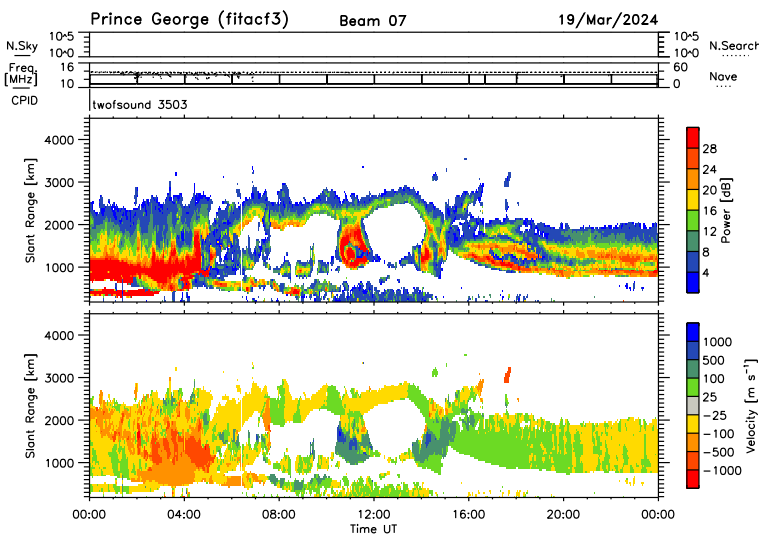 Prince George (fitacf3) Beam 07 19/Mar/2024
N.Sky 10^5 10^5 N.Search
10^0 10^0
Freq. 16 60
[MHz] 10 0 Nave
CPID twofsound 3503
Slant Range [km] 4000 3000 2000 1000
Power [dB] 28 24 20 16 12 8 4
Slant Range [km] 4000 3000 2000 1000
Velocity [m s⁻¹] 1000 500 100 25 −25 −100 −500 −1000
00:00 04:00 08:00 12:00 16:00 20:00 00:00
Time UT